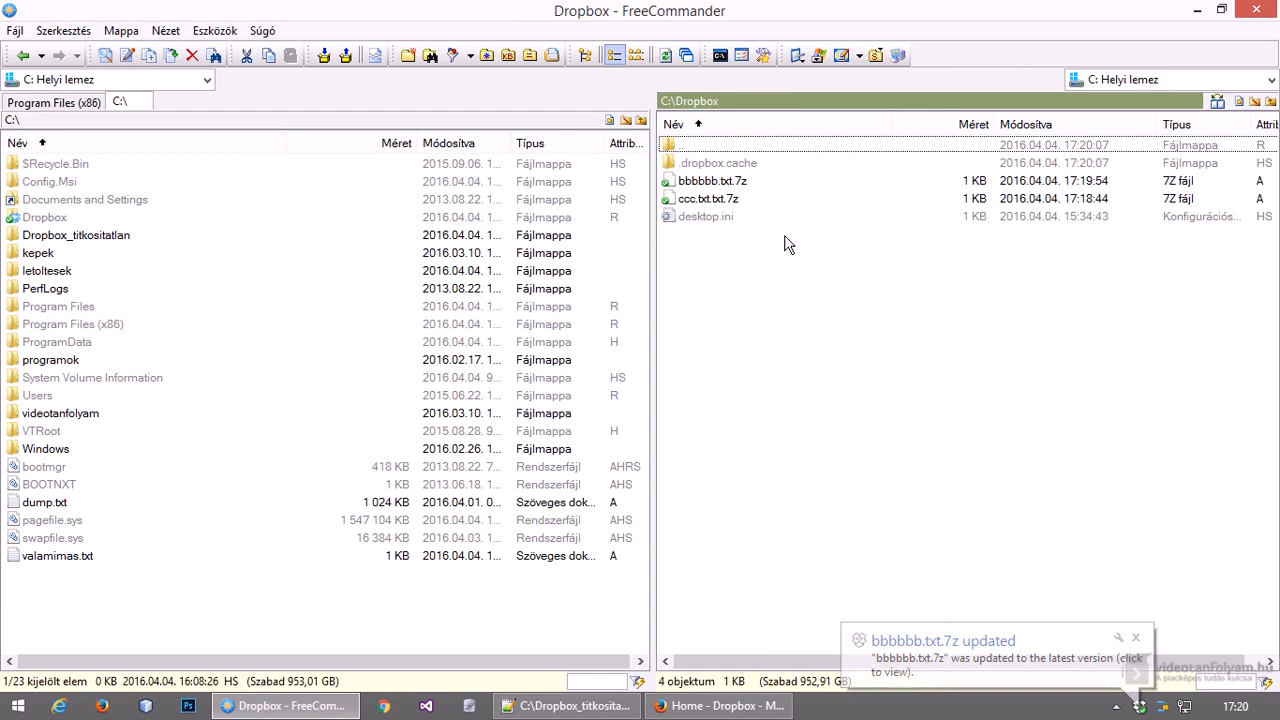 Dropbox - FreeCommander
Fájl Szerkesztés Mappa Nézet Eszközök Súgó
C: Helyi lemez
C: Helyi lemez
Program Files (x86) C:\
C:\
C:\Dropbox
Név Méret Módosítva Típus Attrib...
$Recycle.Bin 2015.09.06. 1... Fájlmappa HS
Config.Msi 2016.04.04. 1... Fájlmappa HS
Documents and Settings 2013.08.22. 1... Fájlmappa HS
Dropbox 2016.04.04. 1... Fájlmappa R
Dropbox_titkositatlan 2016.04.04. 1... Fájlmappa
kepek 2016.03.10. 1... Fájlmappa
letoltesek 2016.04.04. 1... Fájlmappa
PerfLogs 2013.08.22. 1... Fájlmappa
Program Files 2016.04.04. 1... Fájlmappa R
Program Files (x86) 2016.04.04. 1... Fájlmappa R
ProgramData 2016.04.04. 1... Fájlmappa H
programok 2016.02.17. 1... Fájlmappa
System Volume Information 2016.04.04. 9... Fájlmappa HS
Users 2015.06.22. 1... Fájlmappa R
videotanfolyam 2016.03.10. 1... Fájlmappa
VTRoot 2015.08.28. 9... Fájlmappa H
Windows 2016.02.26. 1... Fájlmappa
bootmgr 418 KB 2013.08.22. 7... Rendszerfájl AHRS
BOOTNXT 1 KB 2013.06.18. 1... Rendszerfájl AHS
dump.txt 1 024 KB 2016.04.01. 0... Szöveges dok... A
pagefile.sys 1 547 104 KB 2016.04.04. 1... Rendszerfájl AHS
swapfile.sys 16 384 KB 2016.04.03. 1... Rendszerfájl AHS
valamimas.txt 1 KB 2016.04.04. 1... Szöveges dok... A
Név Méret Módosítva Típus Attrib
.. 2016.04.04. 17:20:07 Fájlmappa R
.dropbox.cache 2016.04.04. 17:20:07 Fájlmappa HS
bbbbbb.txt.7z 1 KB 2016.04.04. 17:19:54 7Z fájl A
ccc.txt.txt.7z 1 KB 2016.04.04. 17:18:44 7Z fájl A
desktop.ini 1 KB 2016.04.04. 15:34:43 Konfigurációs... HS
bbbbbb.txt.7z updated
"bbbbbb.txt.7z" was updated to the latest version (click
to view).
videotanfolyam.hu
A piacképes tudás kulcsa
1/23 kijelölt elem 0 KB 2016.04.04. 16:08:26 HS (Szabad 953,01 GB)
4 objektum 1 KB (Szabad 952,91 GB)
Dropbox - FreeComm... C:\Dropbox_titkosita... Home - Dropbox - M... 17:20